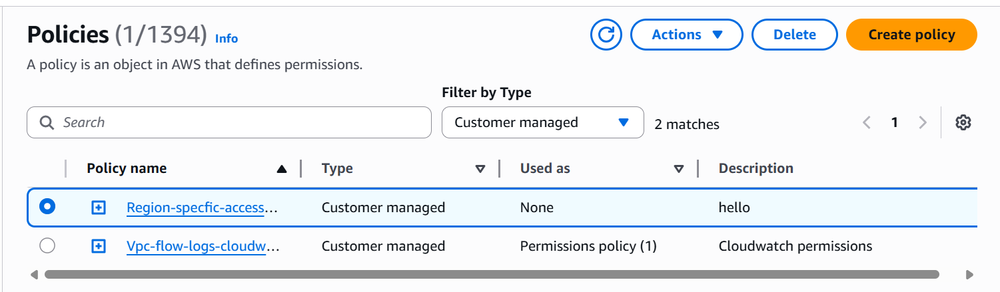 Policies (1/1394) Info
Actions Delete Create policy
A policy is an object in AWS that defines permissions.
Filter by Type
Search Customer managed 2 matches 1
Policy name Type Used as Description
Region-specfic-access... Customer managed None hello
Vpc-flow-logs-cloudw... Customer managed Permissions policy (1) Cloudwatch permissions